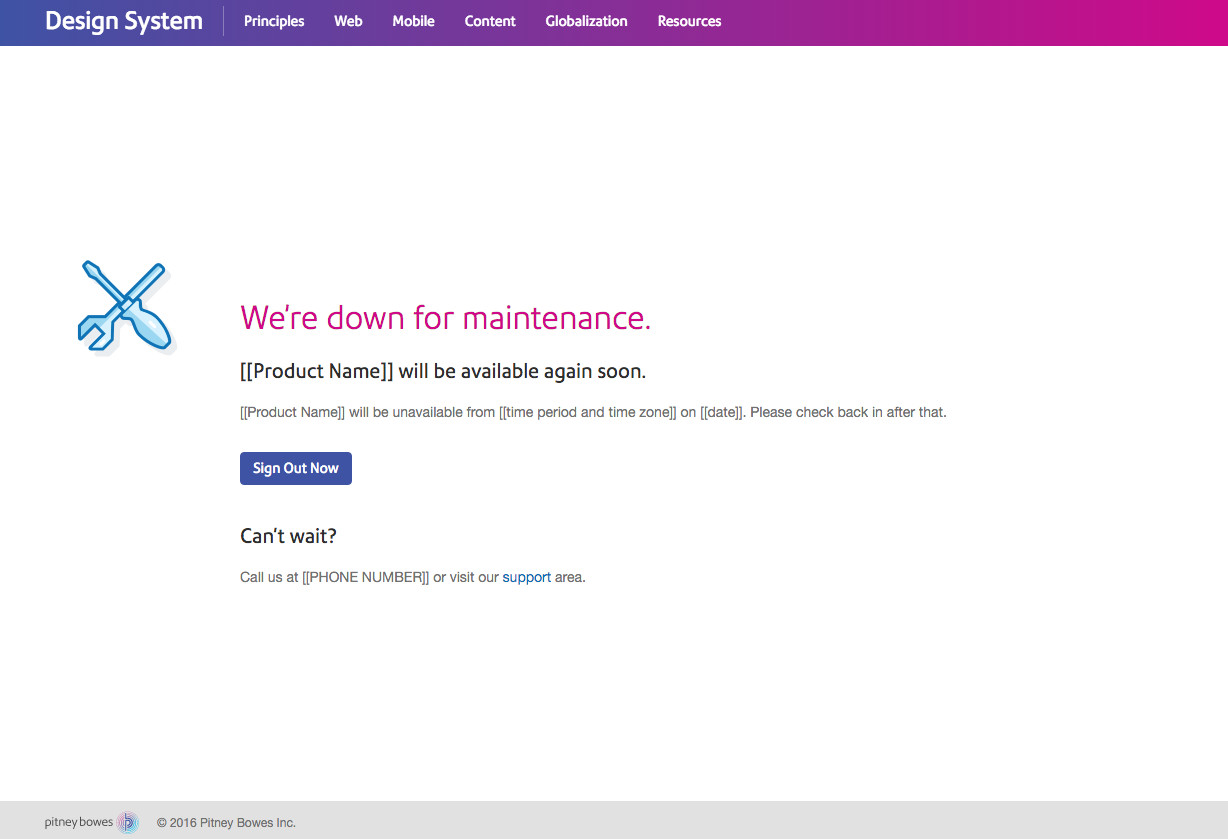 Design System Principles Web Mobile Content Globalization Resources
We're down for maintenance.
[[Product Name]] will be available again soon.
[[Product Name]] will be unavailable from [[time period and time zone]] on [[date]]. Please check back in after that.
Sign Out Now
Can't wait?
Call us at [[PHONE NUMBER]] or visit our support area.
pitney bowes © 2016 Pitney Bowes Inc.